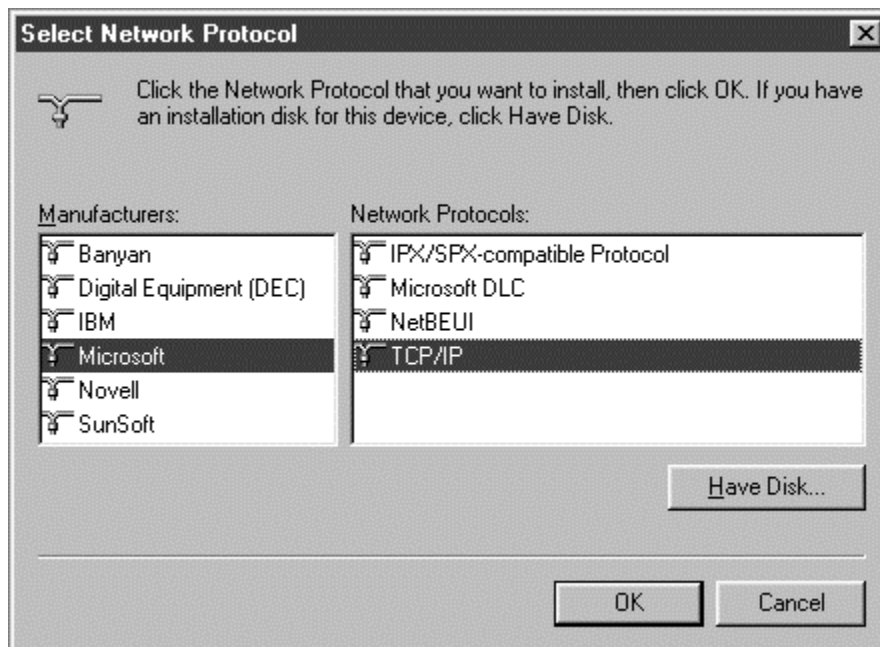 Select Network Protocol
Click the Network Protocol that you want to install, then click OK. If you have
an installation disk for this device, click Have Disk.
Manufacturers:
Banyan
Digital Equipment (DEC)
IBM
Microsoft
Novell
SunSoft
Network Protocols:
IPX/SPX-compatible Protocol
Microsoft DLC
NetBEUI
TCP/IP
Have Disk...
OK
Cancel